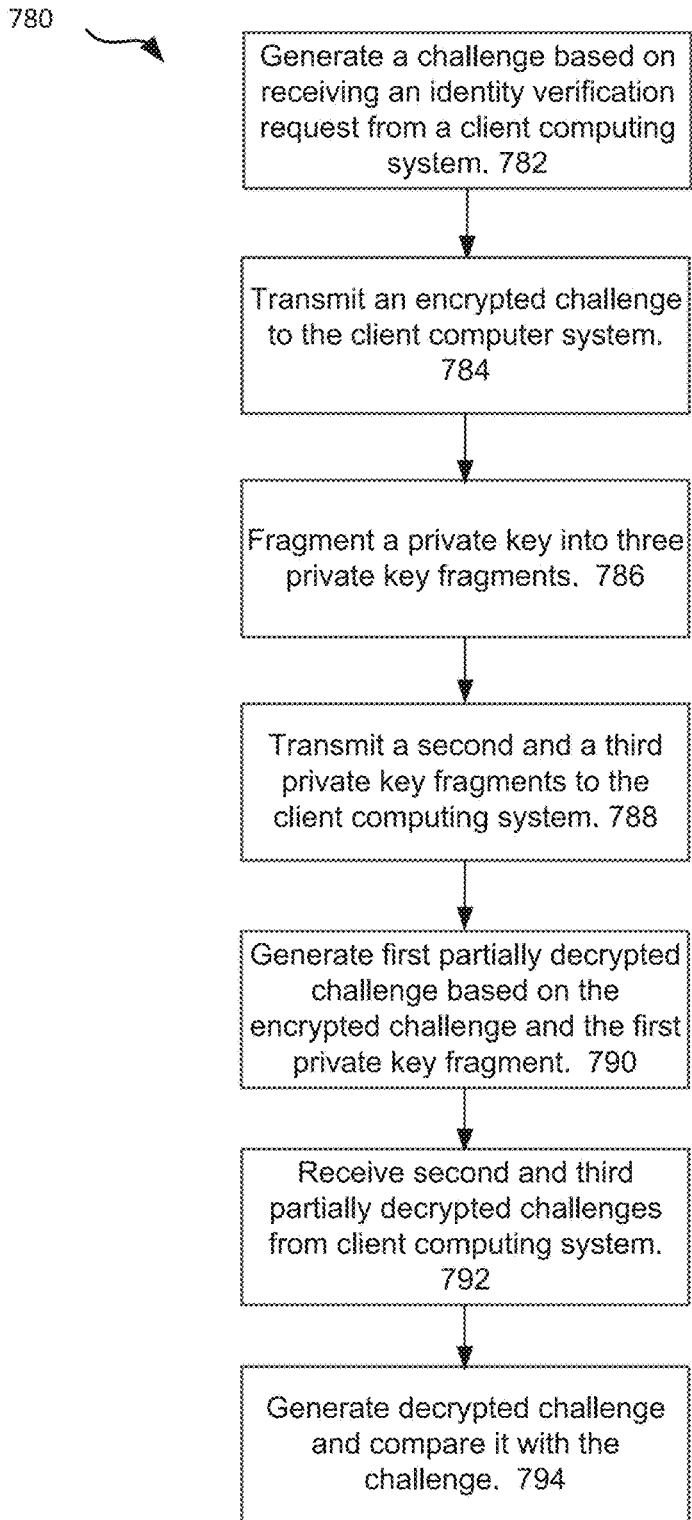 780
Generate a challenge based on
receiving an identity verification
request from a client computing
system. 782
Transmit an encrypted challenge
to the client computer system.
784
Fragment a private key into three
private key fragments. 786
Transmit a second and a third
private key fragments to the
client computing system. 788
Generate first partially decrypted
challenge based on the
encrypted challenge and the first
private key fragment. 790
Receive second and third
partially decrypted challenges
from client computing system.
792
Generate decrypted challenge
and compare it with the
challenge. 794